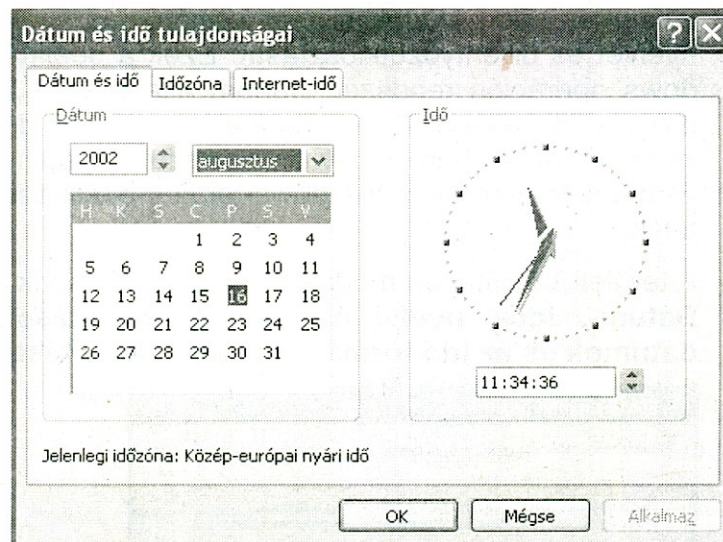 Dátum és idő tulajdonságai
Dátum és idő Időzóna Internet-idő
Dátum
2002 augusztus
H K S C P S V
1 2 3 4
5 6 7 8 9 10 11
12 13 14 15 16 17 18
19 20 21 22 23 24 25
26 27 28 29 30 31
Idő
11:34:36
Jelenlegi időzóna: Közép-európai nyári idő
OK Mégse Alkalmaz